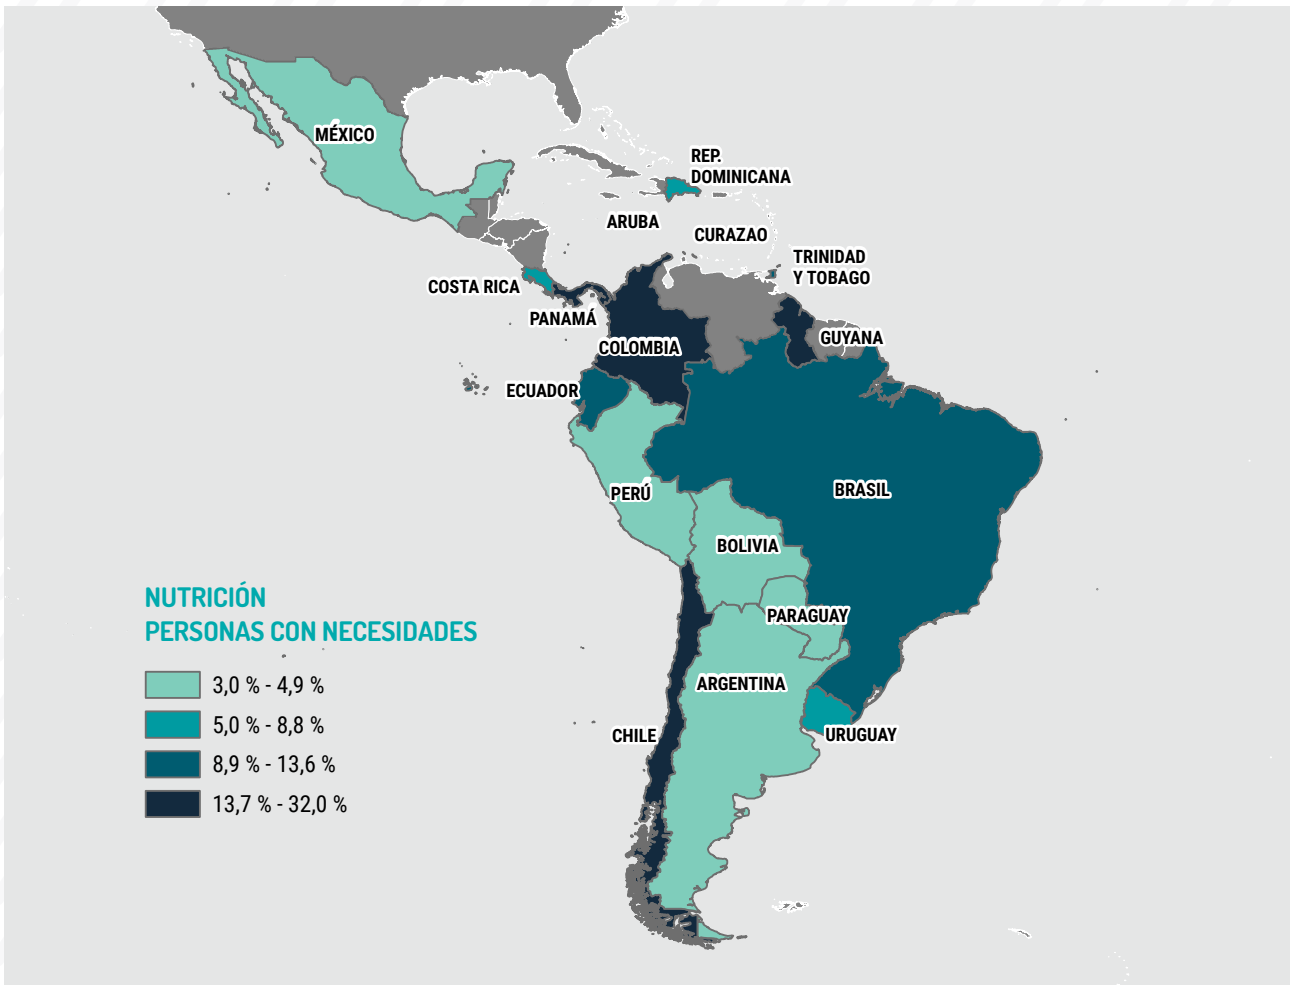 MÉXICO
REP.
DOMINICANA
ARUBA
CURAZAO
TRINIDAD
Y TOBAGO
COSTA RICA
PANAMÁ
GUYANA
COLOMBIA
ECUADOR
BRASIL
PERÚ
BOLIVIA
NUTRICIÓN
PERSONAS CON NECESIDADES
PARAGUAY
3,0 % - 4,9 %
ARGENTINA
5,0 % - 8,8 %
CHILE
URUGUAY
8,9 % - 13,6 %
13,7 % - 32,0 %